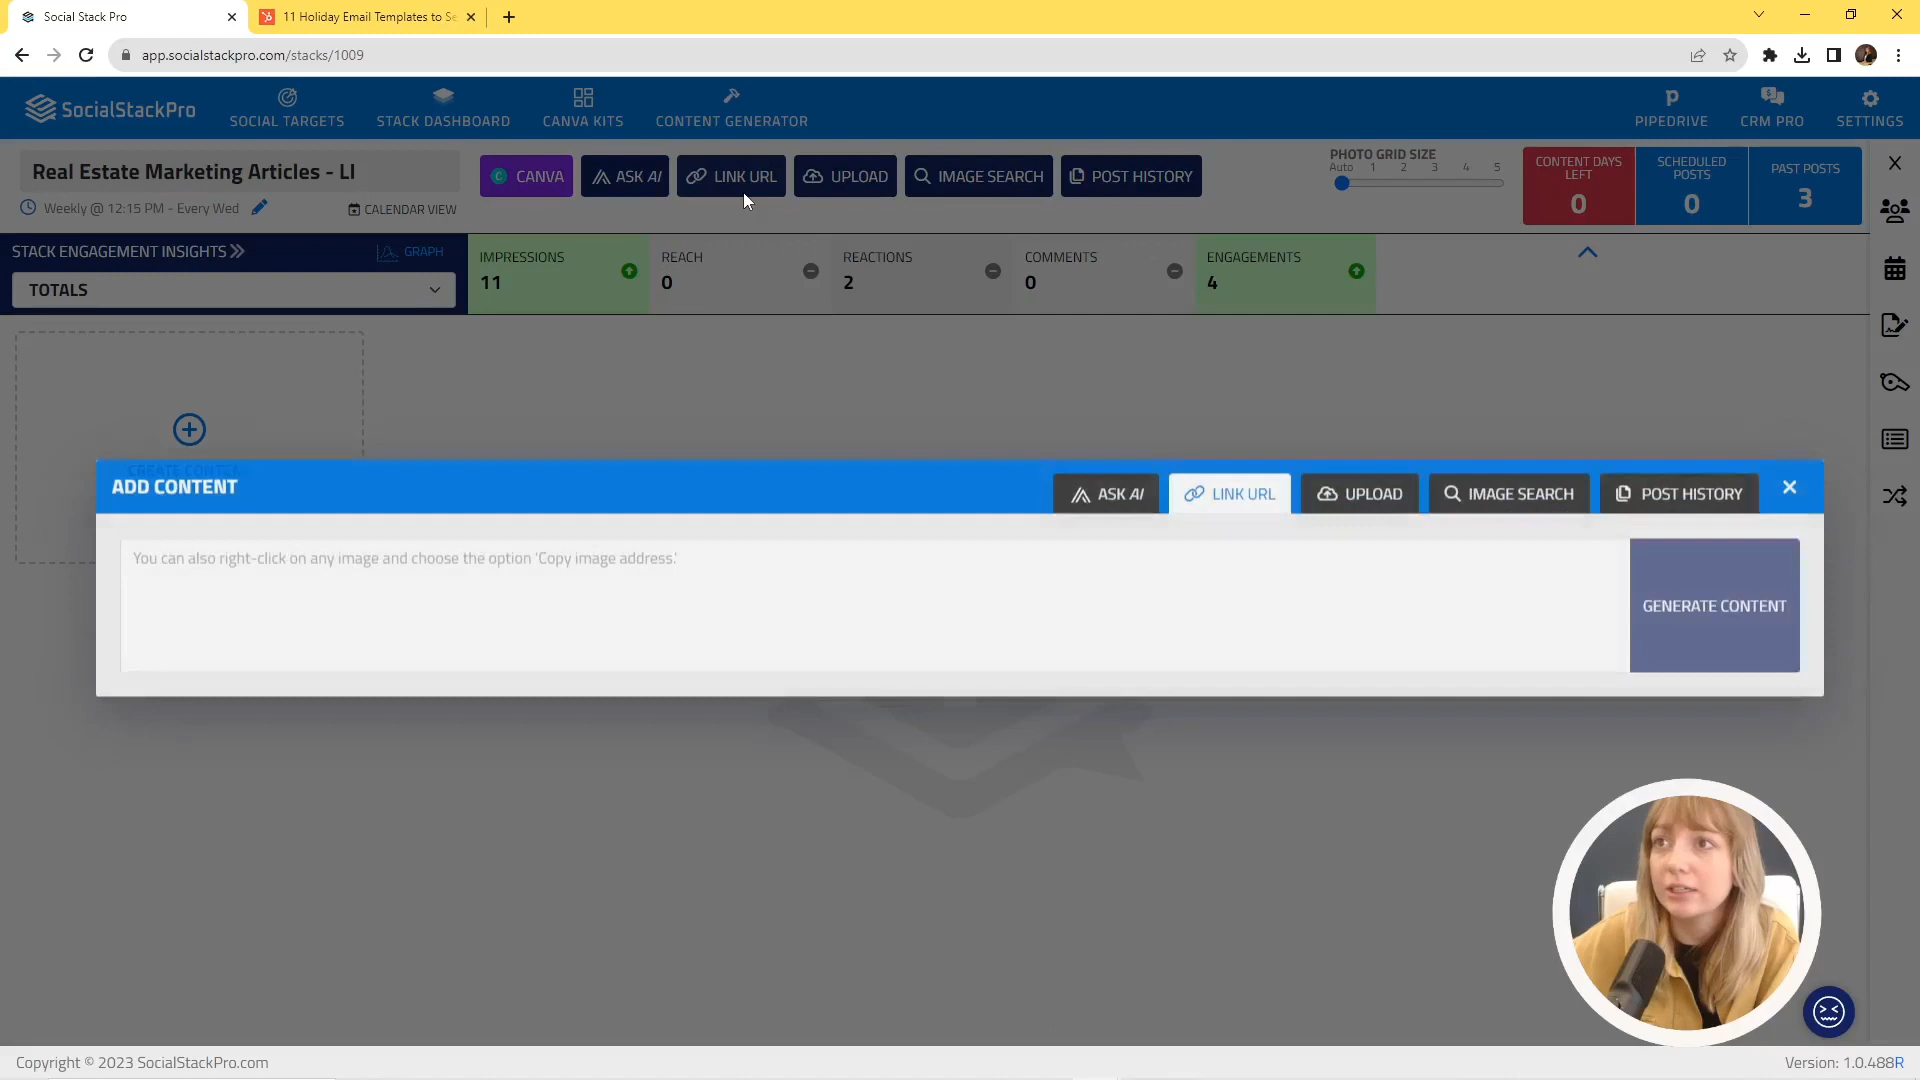 Social Stack Pro
11 Holiday Email Templates to Se
app.socialstackpro.com/stacks/1009
SocialStackPro
SOCIAL TARGETS
STACK DASHBOARD
CANVA KITS
CONTENT GENERATOR
PIPEDRIVE
CRM PRO
SETTINGS
Real Estate Marketing Articles - LI
CANVA
ASK AI
LINK URL
UPLOAD
IMAGE SEARCH
POST HISTORY
PHOTO GRID SIZE
Auto 1 2 3 4 5
CONTENT DAYS LEFT
0
SCHEDULED POSTS
0
PAST POSTS
3
Weekly @ 12:15 PM - Every Wed
CALENDAR VIEW
STACK ENGAGEMENT INSIGHTS
GRAPH
TOTALS
IMPRESSIONS
11
REACH
0
REACTIONS
2
COMMENTS
0
ENGAGEMENTS
4
CREATE CONTENT
ADD CONTENT
ASK AI
LINK URL
UPLOAD
IMAGE SEARCH
POST HISTORY
You can also right-click on any image and choose the option 'Copy image address.'
GENERATE CONTENT
Copyright © 2023 SocialStackPro.com
Version: 1.0.488R